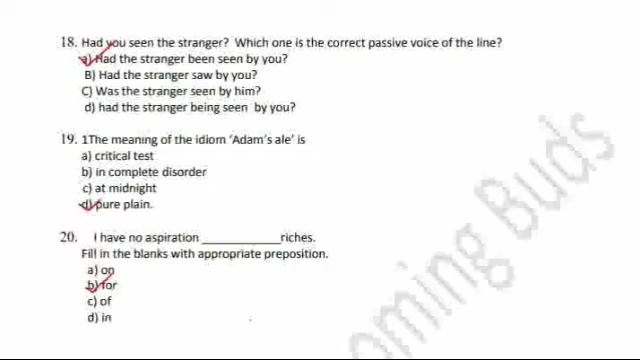 18. Had you seen the stranger? Which one is the correct passive voice of the line?
a) Had the stranger been seen by you?
B) Had the stranger saw by you?
C) Was the stranger seen by him?
d) had the stranger being seen by you?
19. 1The meaning of the idiom ‘Adam’s ale’ is
a) critical test
b) in complete disorder
c) at midnight
d) pure plain.
20. I have no aspiration ____________riches.
Fill in the blanks with appropriate preposition.
a) on
b) for
c) of
d) in
oming Buds